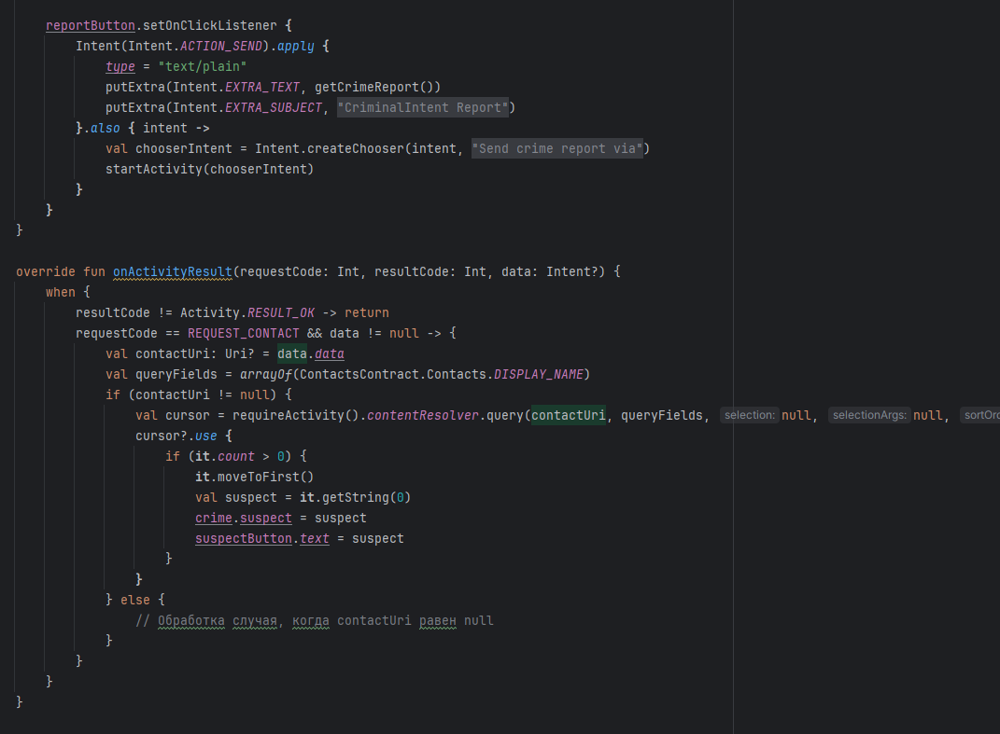 reportButton.setOnClickListener {
    Intent(Intent.ACTION_SEND).apply {
        type = "text/plain"
        putExtra(Intent.EXTRA_TEXT, getCrimeReport())
        putExtra(Intent.EXTRA_SUBJECT, "CriminalIntent Report")
    }.also { intent ->
        val chooserIntent = Intent.createChooser(intent, "Send crime report via")
        startActivity(chooserIntent)
    }
}
}
override fun onActivityResult(requestCode: Int, resultCode: Int, data: Intent?) {
    when {
        resultCode != Activity.RESULT_OK -> return
        requestCode == REQUEST_CONTACT && data != null -> {
            val contactUri: Uri? = data.data
            val queryFields = arrayOf(ContactsContract.Contacts.DISPLAY_NAME)
            if (contactUri != null) {
                val cursor = requireActivity().contentResolver.query(contactUri, queryFields, selection: null, selectionArgs: null,
                cursor?.use {
                    if (it.count > 0) {
                        it.moveToFirst()
                        val suspect = it.getString(0)
                        crime.suspect = suspect
                        suspectButton.text = suspect
                    }
                }
            } else {
                // Обработка случая, когда contactUri равен null
            }
        }
    }
}